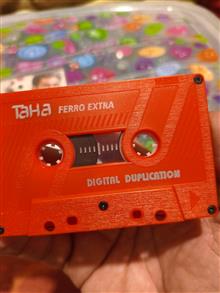 TaHa FERRO EXTRA
DIGITAL DUPLICATION